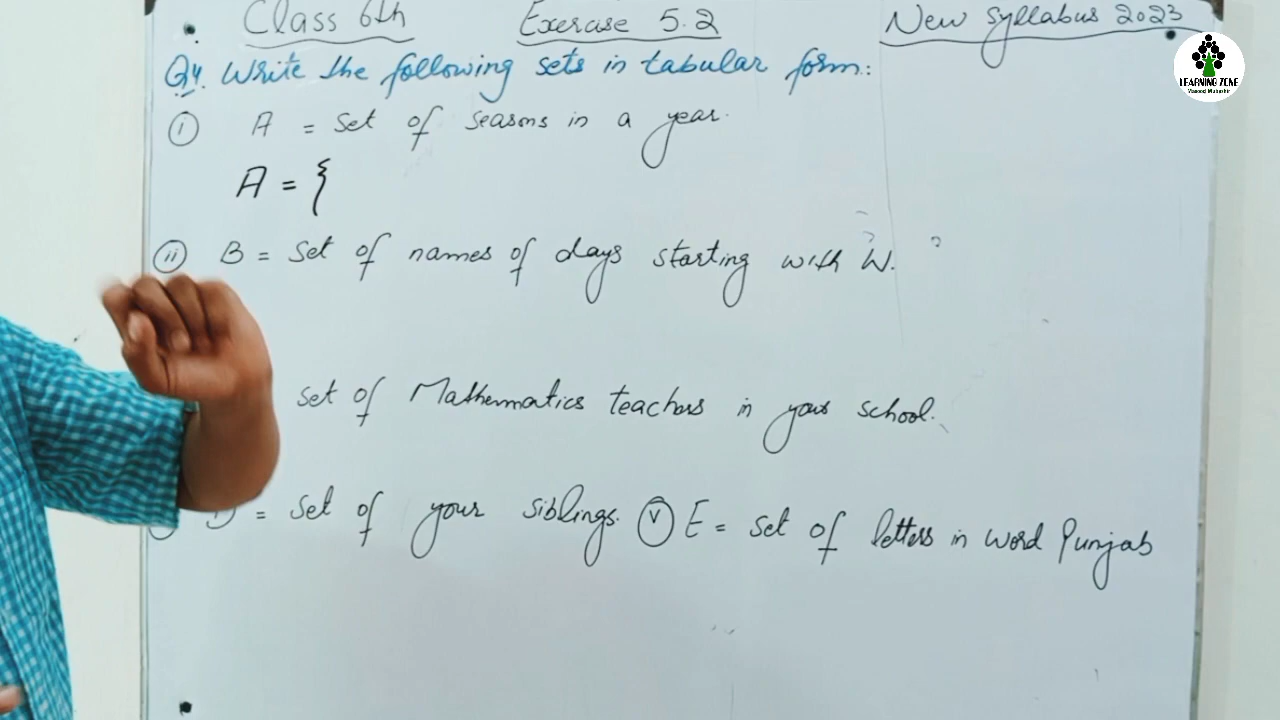 Class 6th Exercise 5.2 New Syllabus 2023
Q4. Write the following sets in tabular form:
i A = Set of seasons in a year.
A = {
ii B = Set of names of days starting with W.
set of Mathematics teachers in your school.
D = set of your siblings. v E = set of letters in word Punjab
LEARNING ZONE